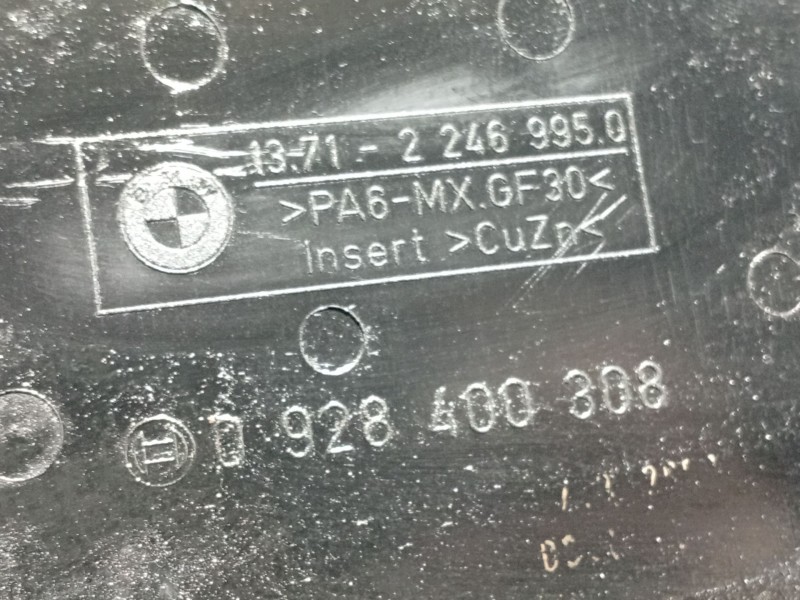 13.71 - 2 246 995.0
>PA6-MX.GF30<
Insert >CuZn<
0 928 400 308